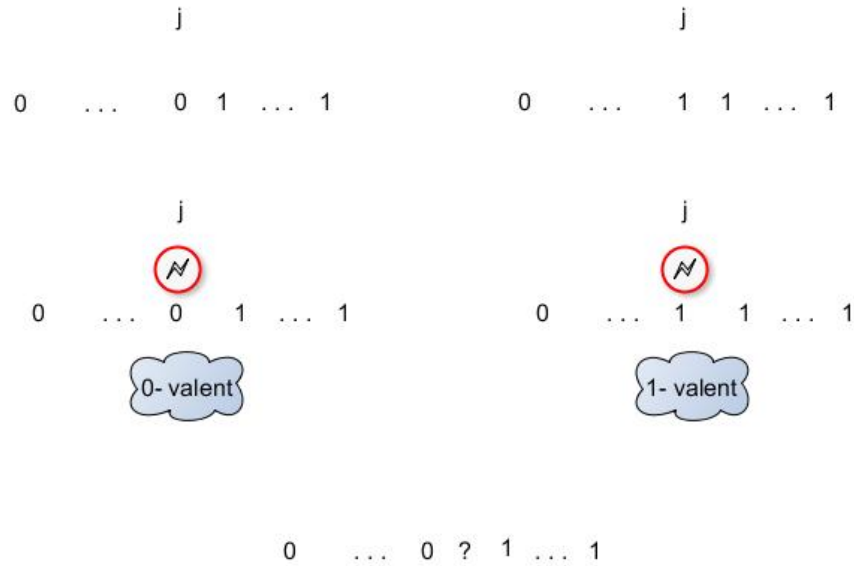 j j
0 ... 0 1 ... 1 0 ... 1 1 ... 1
j j
0 ... 0 1 ... 1 0 ... 1 1 ... 1
0- valent 1- valent
0 ... 0 ? 1 ... 1